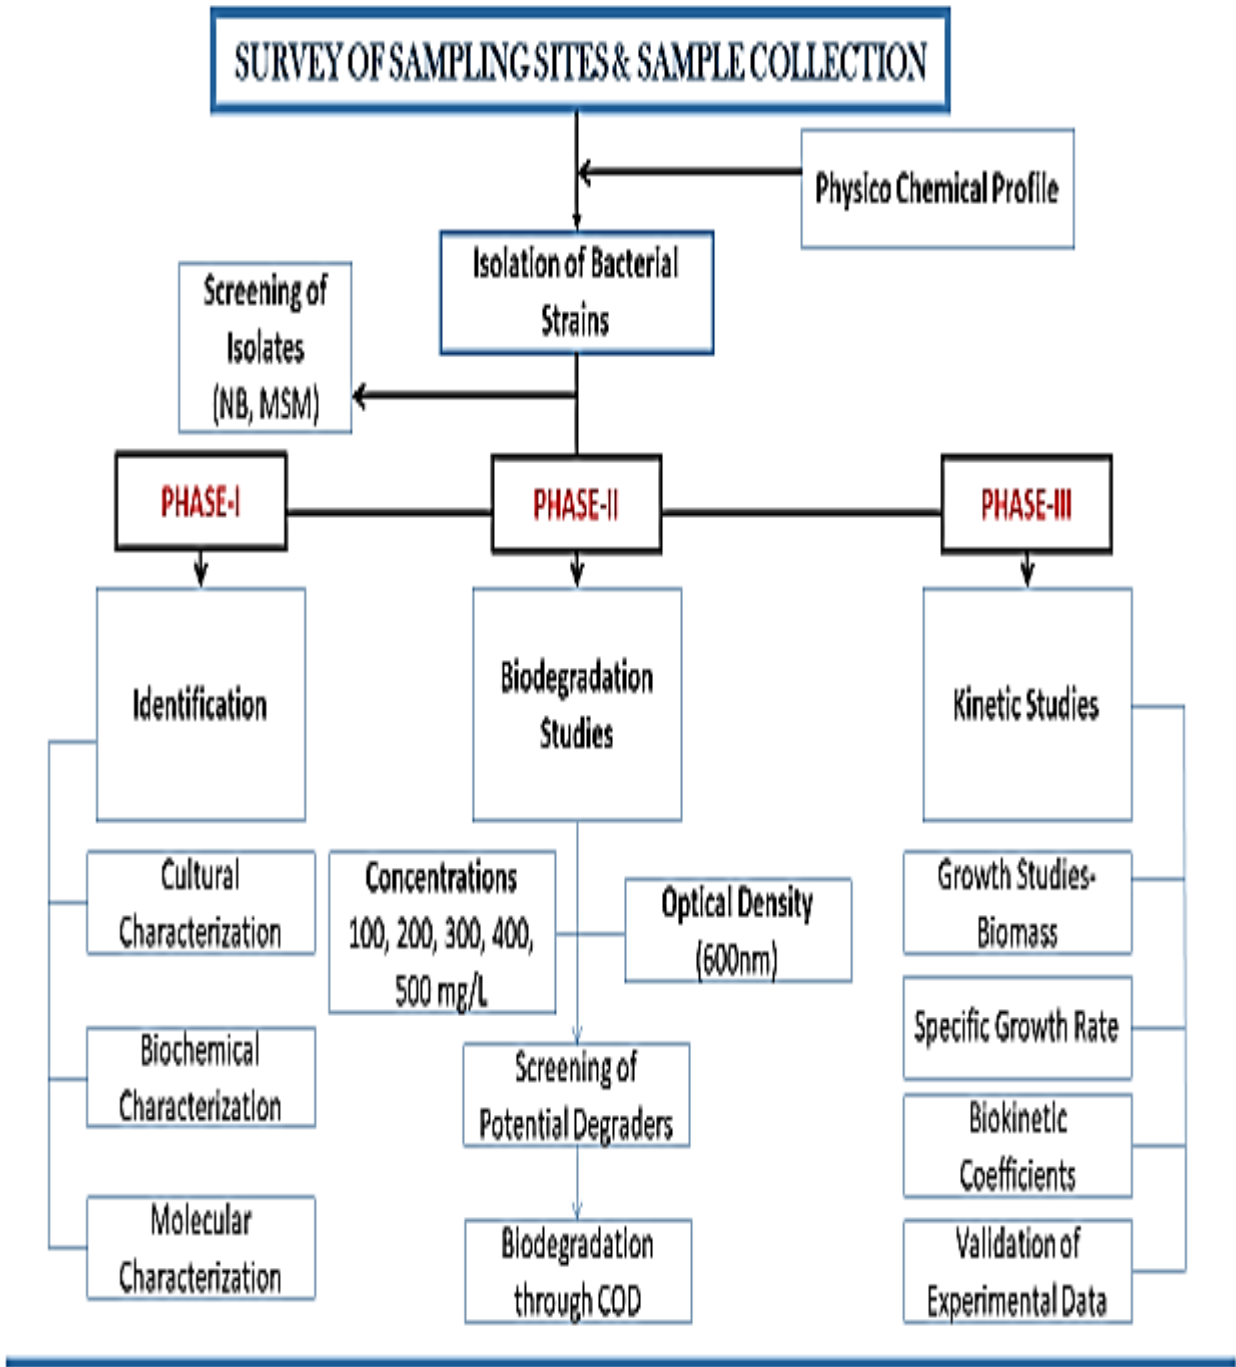 SURVEY OF SAMPLING SITES & SAMPLE COLLECTION
Physico Chemical Profile
Isolation of Bacterial
Strains
Screening of
Isolates
(NB, MSM)
PHASE-I
PHASE-II
PHASE-III
Identification
Biodegradation
Studies
Kinetic Studies
Cultural
Characterization
Biochemical
Characterization
Molecular
Characterization
Concentrations
100, 200, 300, 400,
500 mg/L
Optical Density
(600nm)
Screening of
Potential Degraders
Biodegradation
through COD
Growth Studies-
Biomass
Specific Growth Rate
Biokinetic
Coefficients
Validation of
Experimental Data